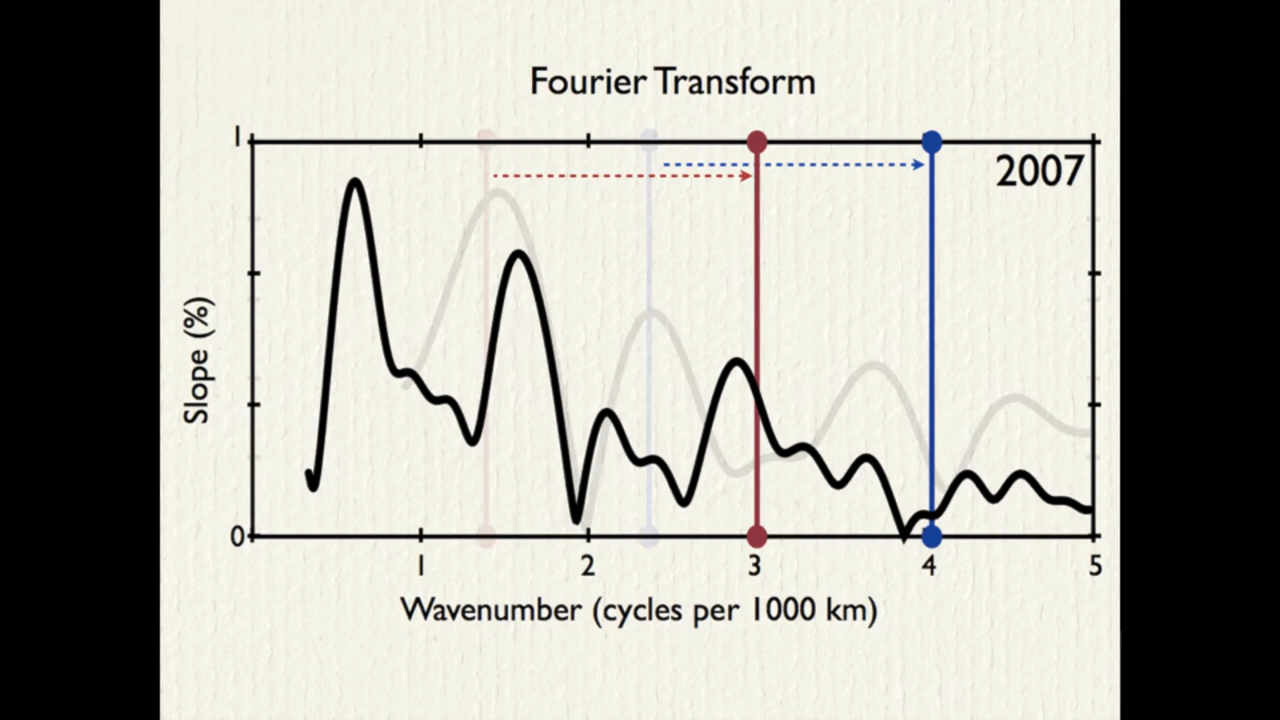 Fourier Transform
1
2007
Slope (%)
0
1 2 3 4 5
Wavenumber (cycles per 1000 km)